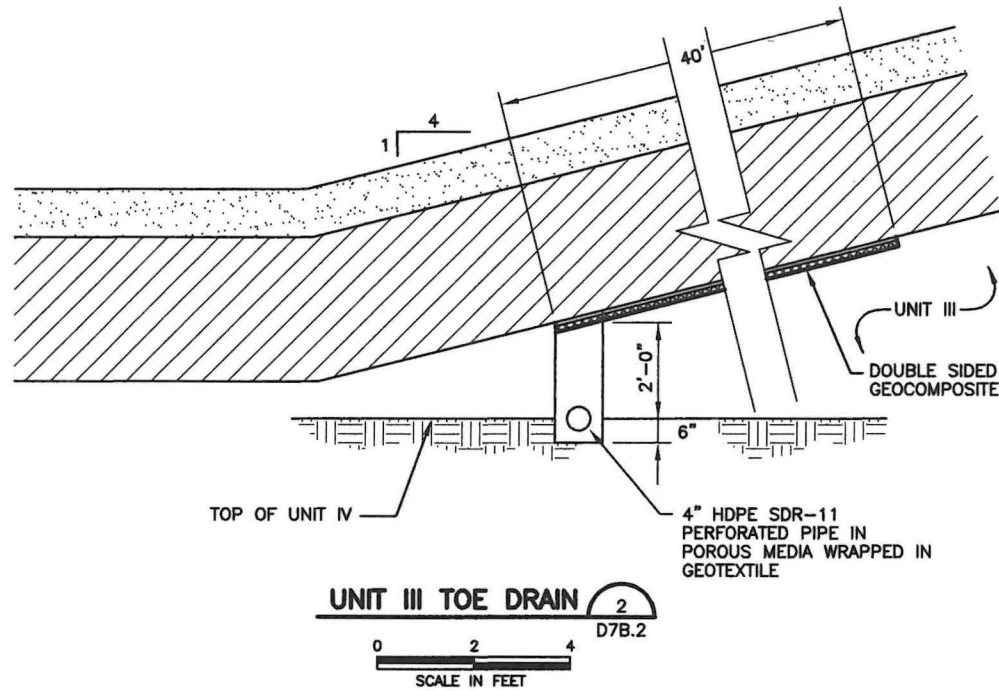 40'
4
1
UNIT III
2'-0"
DOUBLE SIDED
GEOCOMPOSITE
6"
TOP OF UNIT IV
4" HDPE SDR-11
PERFORATED PIPE IN
POROUS MEDIA WRAPPED IN
GEOTEXTILE
UNIT III TOE DRAIN
2
D7B.2
0 2 4
SCALE IN FEET